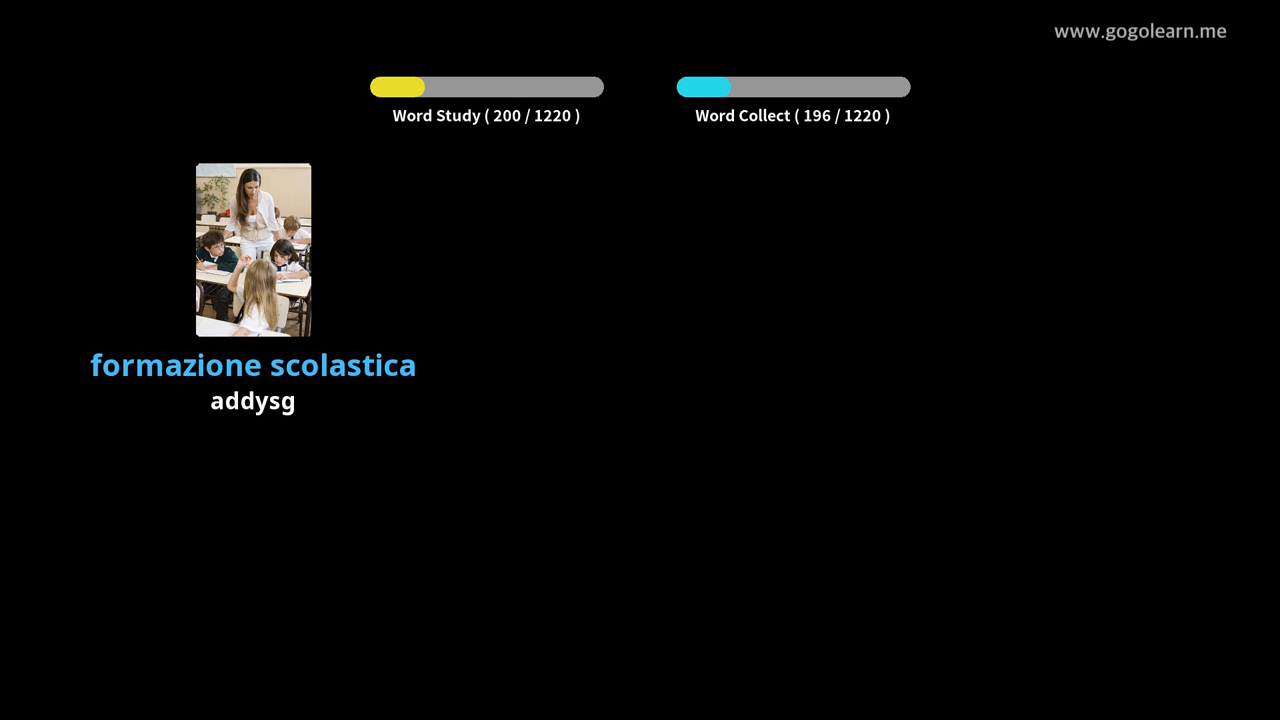 www.gogolearn.me
Word Study ( 200 / 1220 )
Word Collect ( 196 / 1220 )
formazione scolastica
addysg